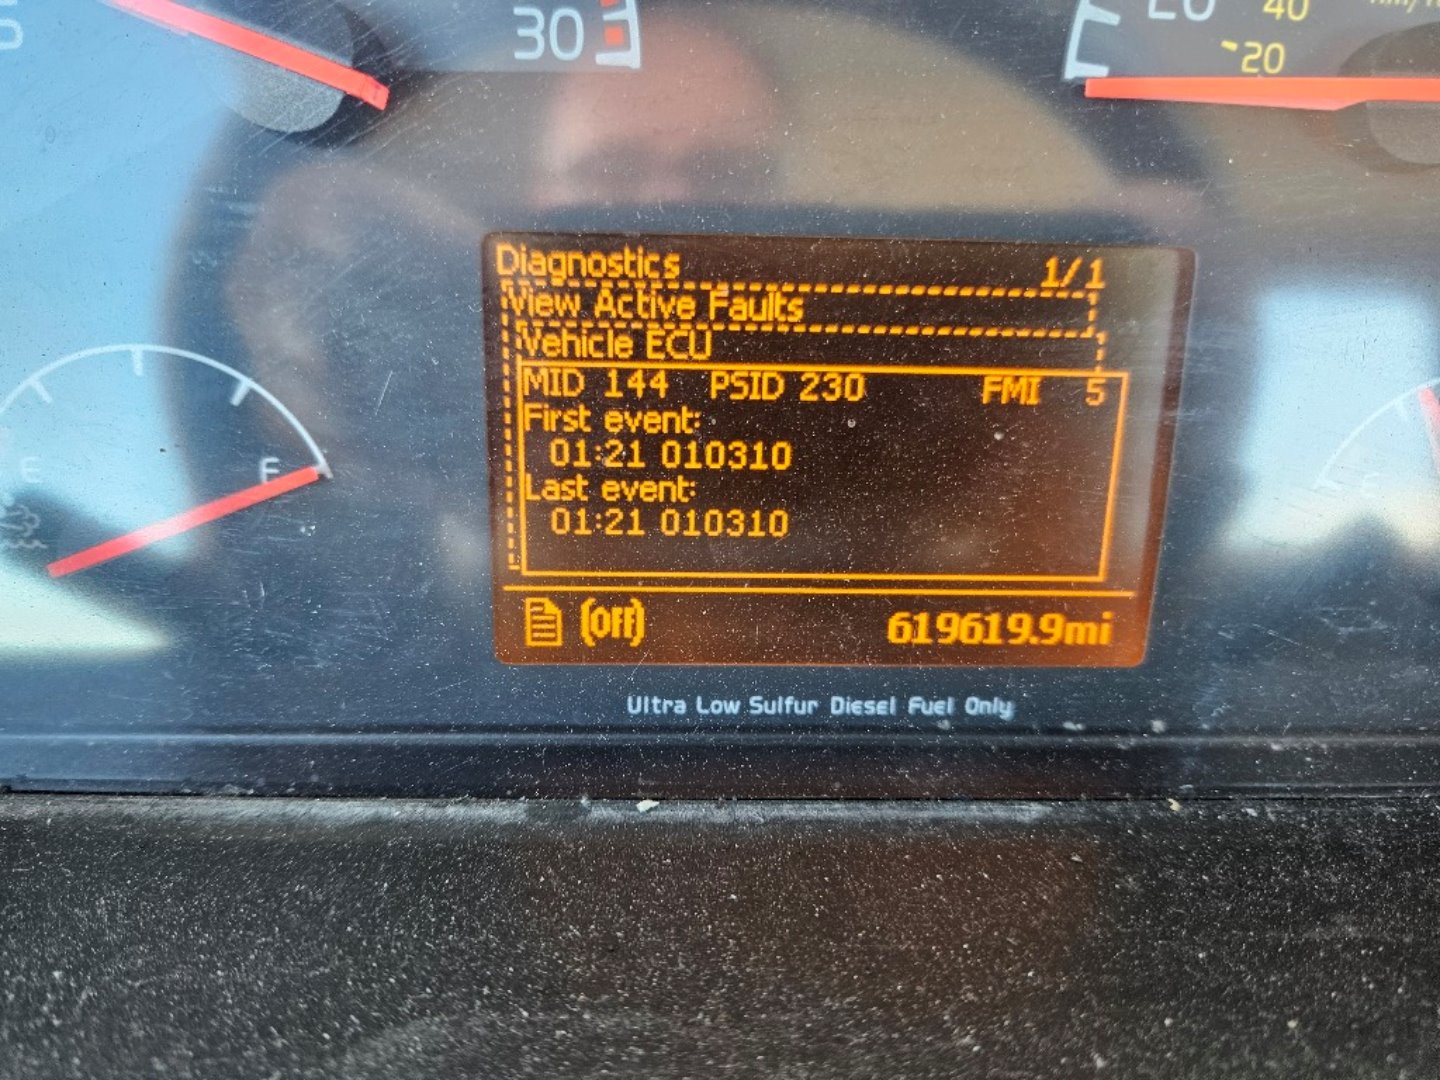 30
20 40
-20
Diagnostics 1/1
View Active Faults
Vehicle ECU
MID 144 PSID 230 FMI 5
First event:
01:21 010310
Last event:
01:21 010310
E F
(Off) 619619.9mi
Ultra Low Sulfur Diesel Fuel Only